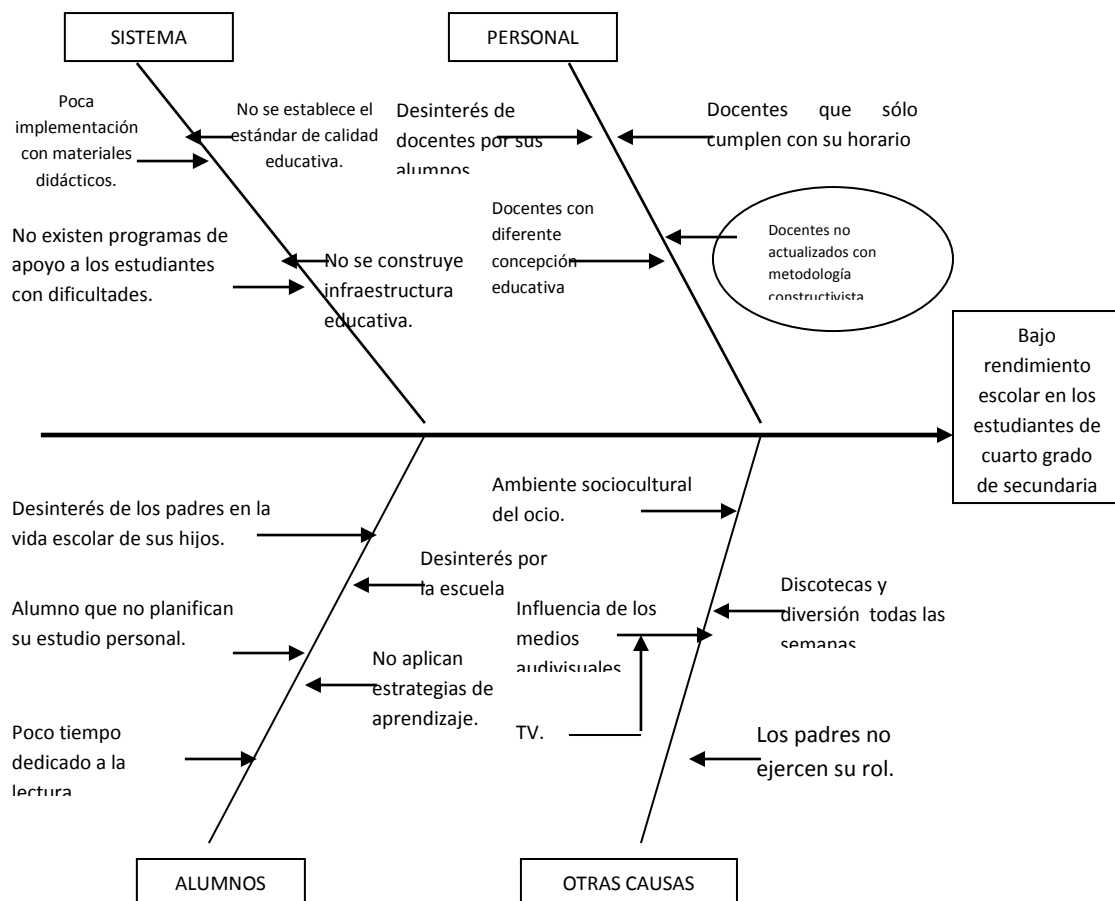 SISTEMA
PERSONAL
Poca
implementación
con materiales
didácticos.
No se establece el
estándar de calidad
educativa.
Desinterés de
docentes por sus
alumnos
Docentes que sólo
cumplen con su horario
No existen programas de
apoyo a los estudiantes
con dificultades.
No se construye
infraestructura
educativa.
Docentes con
diferente
concepción
educativa
Docentes no
actualizados con
metodología
constructivista
Bajo
rendimiento
escolar en los
estudiantes de
cuarto grado
de secundaria
Desinterés de los padres en la
vida escolar de sus hijos.
Desinterés por
la escuela
Alumno que no planifican
su estudio personal.
No aplican
estrategias de
aprendizaje.
Poco tiempo
dedicado a la
lectura
Ambiente sociocultural
del ocio.
Influencia de los
medios
audivisuales
Discotecas y
diversión todas las
semanas
TV.
Los padres no
ejercen su rol.
ALUMNOS
OTRAS CAUSAS